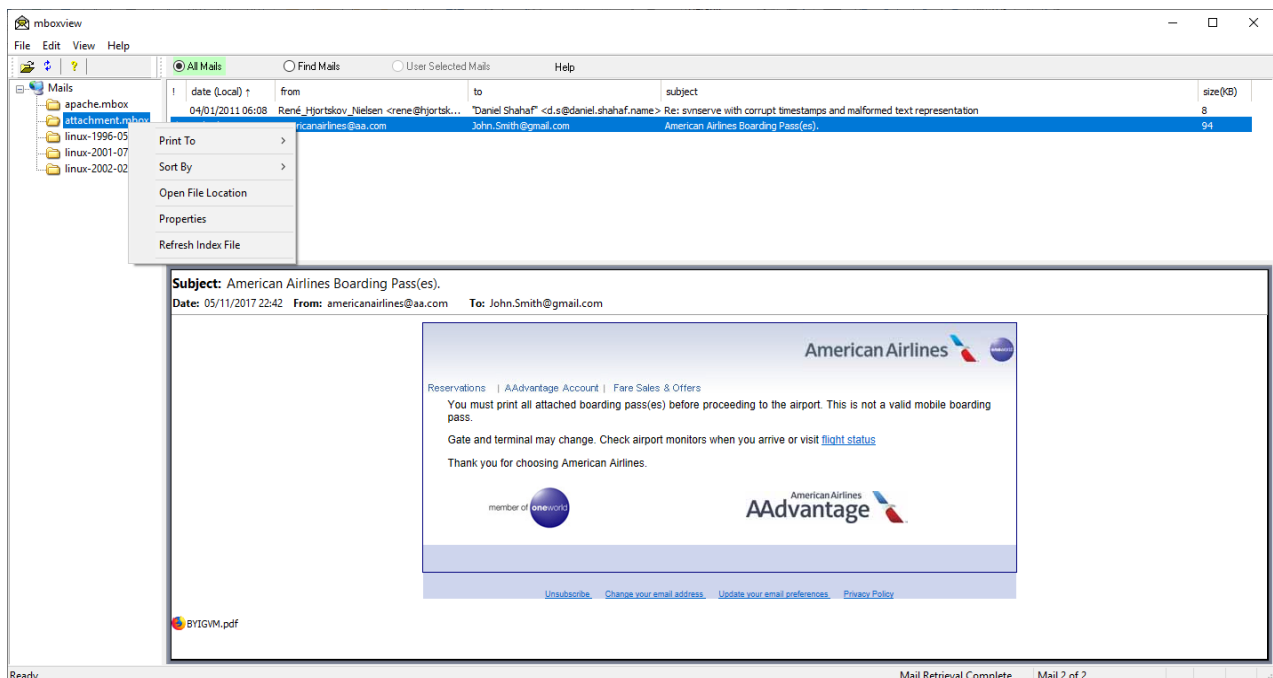 mboxview
File Edit View Help
All Mails Find Mails User Selected Mails Help
Mails
apache.mbox
attachment.mbox
linux-1996-05
linux-2001-07
linux-2002-02
! date (Local) ↑ from to subject size(KB)
04/01/2011 06:08 René_Hjortskov_Nielsen <rene@hjortsk... "Daniel Shahaf" <d.s@daniel.shahaf.name> Re: svnserve with corrupt timestamps and malformed text representation 8
ricanairlines@aa.com John.Smith@gmail.com American Airlines Boarding Pass(es). 94
Print To
Sort By
Open File Location
Properties
Refresh Index File
Subject: American Airlines Boarding Pass(es).
Date: 05/11/2017 22:42 From: americanairlines@aa.com To: John.Smith@gmail.com
American Airlines oneworld
Reservations | AAdvantage Account | Fare Sales & Offers
You must print all attached boarding pass(es) before proceeding to the airport. This is not a valid mobile boarding
pass.
Gate and terminal may change. Check airport monitors when you arrive or visit flight status
Thank you for choosing American Airlines.
member of oneworld
American Airlines
AAdvantage
Unsubscribe Change your email address Update your email preferences Privacy Policy
BYIGVM.pdf
Ready Mail Retrieval Complete Mail 2 of 2